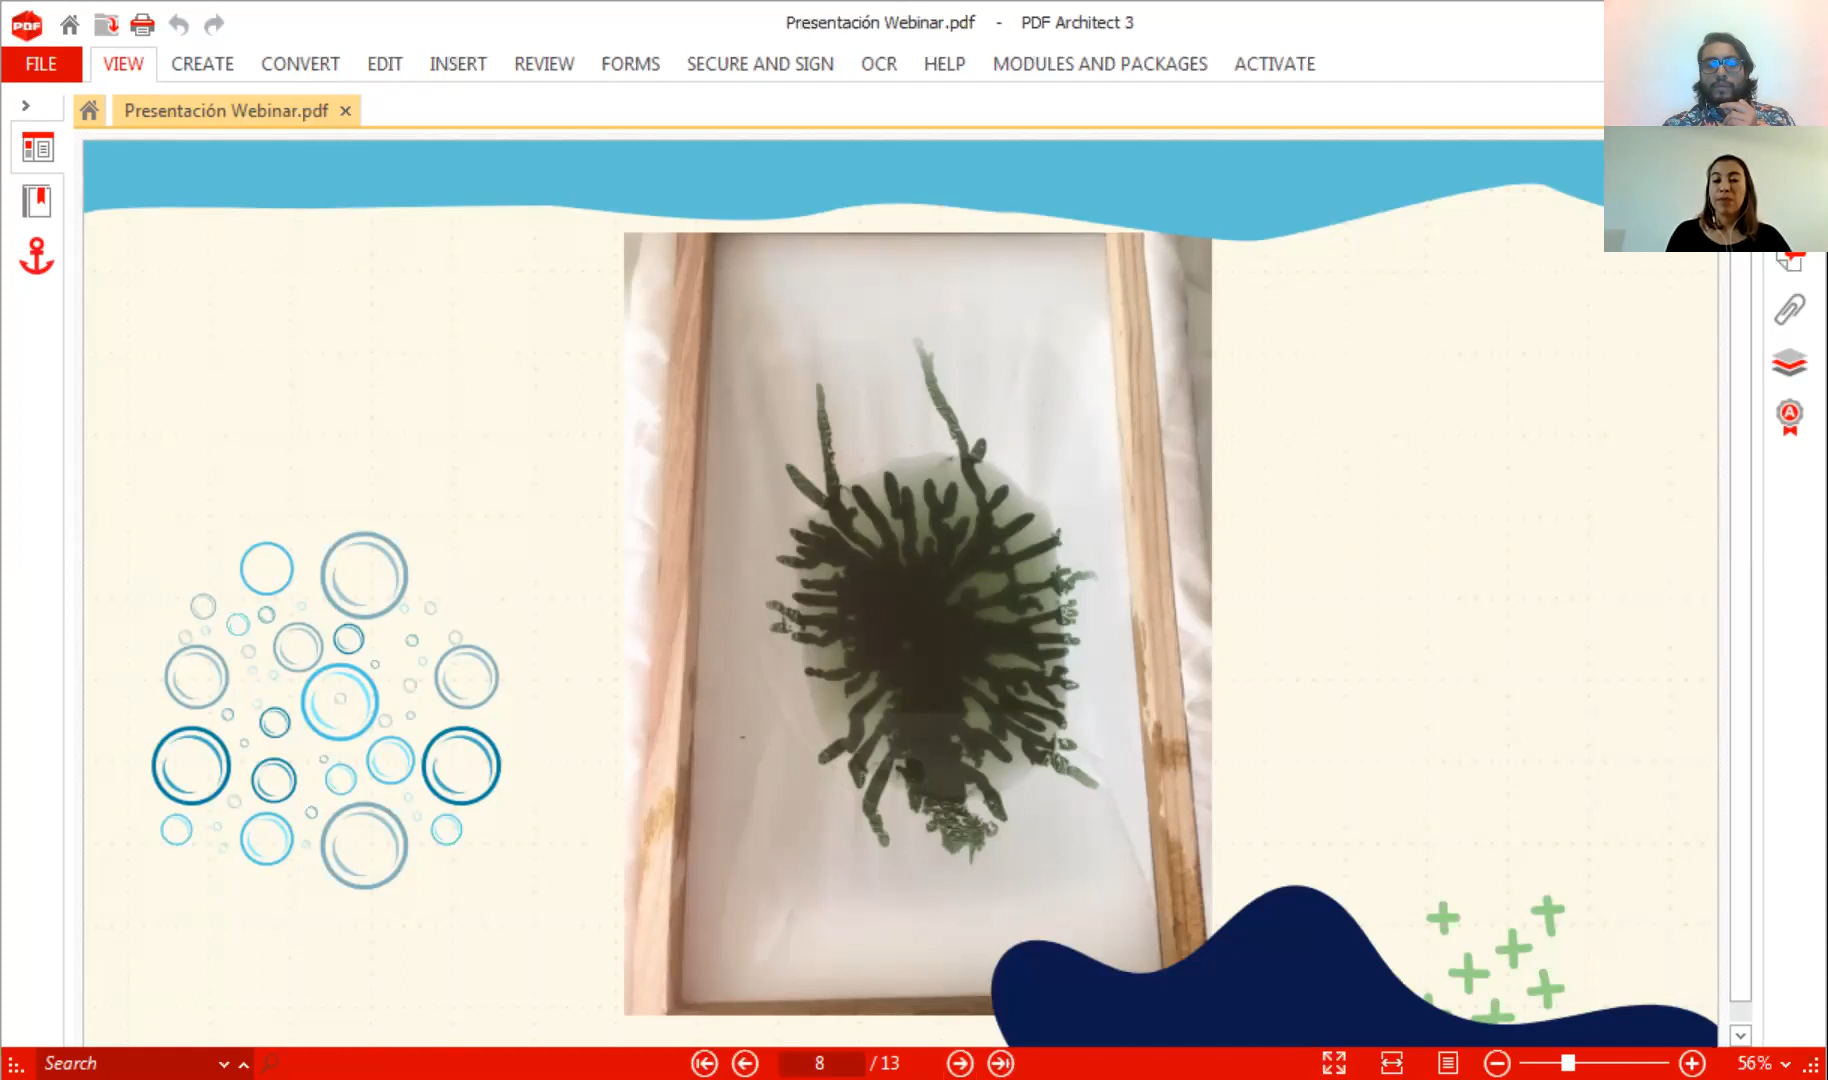 PDF
Presentación Webinar.pdf - PDF Architect 3
FILE VIEW CREATE CONVERT EDIT INSERT REVIEW FORMS SECURE AND SIGN OCR HELP MODULES AND PACKAGES ACTIVATE
Presentación Webinar.pdf
A
Search 8 / 13 56%